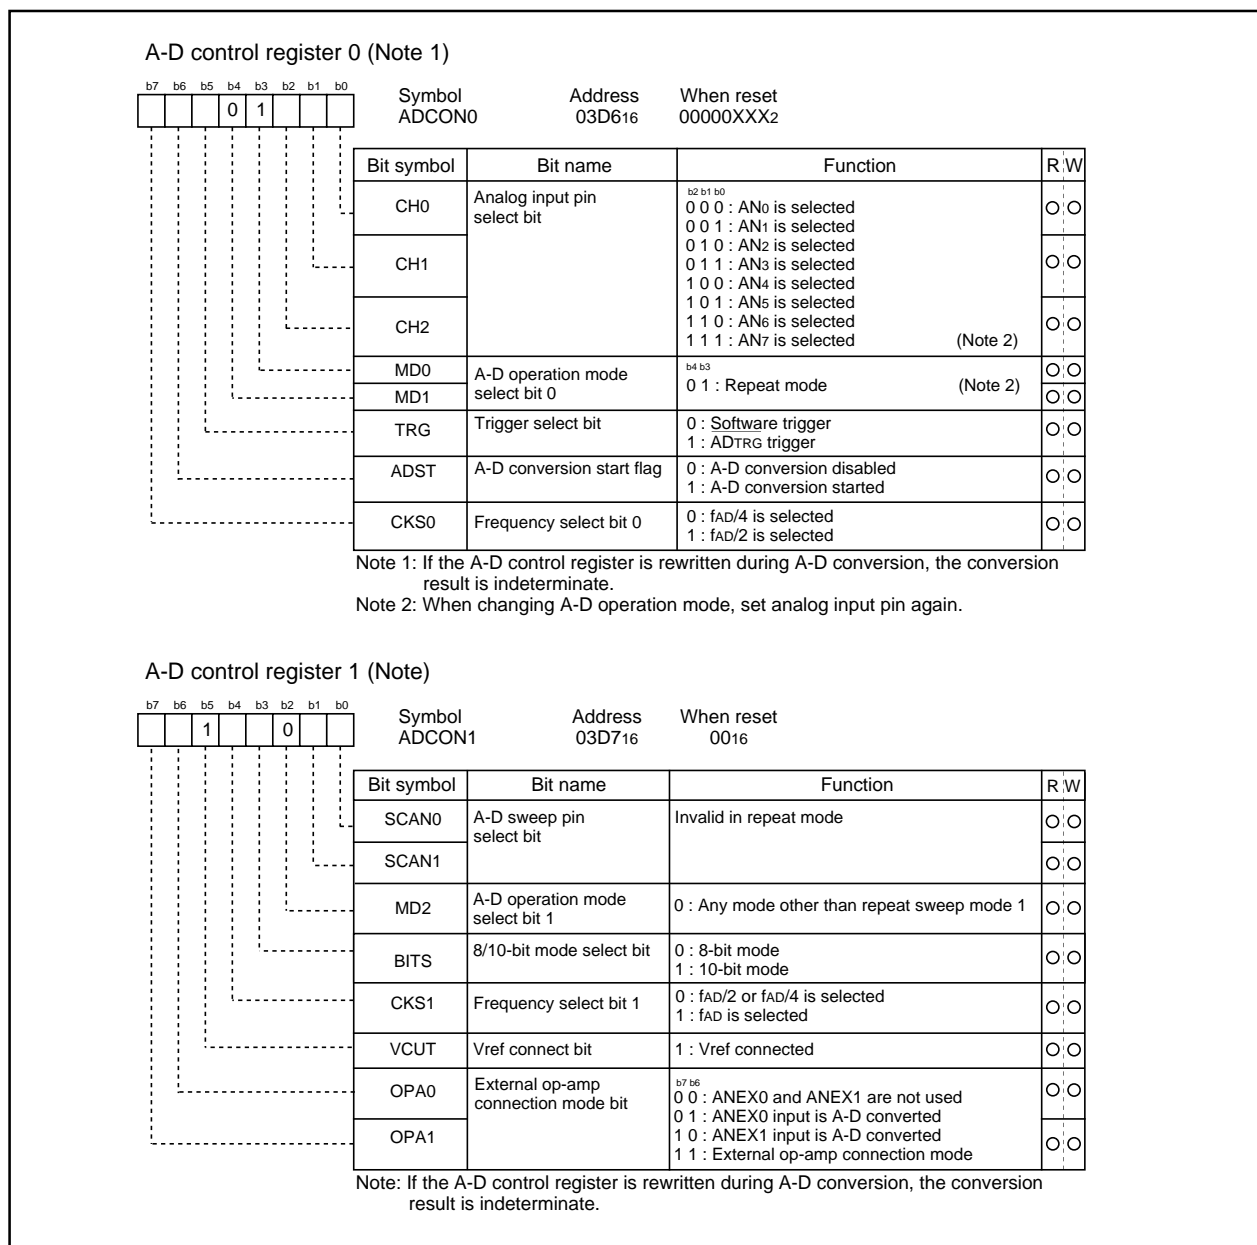 A-D control register 0 (Note 1)
b7 b6 b5 b4 b3 b2 b1 b0
0 1
Symbol Address When reset
ADCON0 03D616 00000XXX2
Bit symbol Bit name Function R W
CH0 Analog input pin select bit
b2 b1 b0
0 0 0 : AN0 is selected
0 0 1 : AN1 is selected
0 1 0 : AN2 is selected
CH1
0 1 1 : AN3 is selected
1 0 0 : AN4 is selected
1 0 1 : AN5 is selected
CH2
1 1 0 : AN6 is selected
1 1 1 : AN7 is selected (Note 2)
MD0 A-D operation mode
MD1 select bit 0
b4 b3
0 1 : Repeat mode (Note 2)
TRG Trigger select bit
0 : Software trigger
1 : ADTRG trigger
ADST A-D conversion start flag
0 : A-D conversion disabled
1 : A-D conversion started
CKS0 Frequency select bit 0
0 : fAD/4 is selected
1 : fAD/2 is selected
Note 1: If the A-D control register is rewritten during A-D conversion, the conversion
result is indeterminate.
Note 2: When changing A-D operation mode, set analog input pin again.
A-D control register 1 (Note)
b7 b6 b5 b4 b3 b2 b1 b0
1 0
Symbol Address When reset
ADCON1 03D716 0016
Bit symbol Bit name Function R W
SCAN0 A-D sweep pin Invalid in repeat mode
select bit
SCAN1
MD2 A-D operation mode
select bit 1
0 : Any mode other than repeat sweep mode 1
BITS 8/10-bit mode select bit
0 : 8-bit mode
1 : 10-bit mode
CKS1 Frequency select bit 1
0 : fAD/2 or fAD/4 is selected
1 : fAD is selected
VCUT Vref connect bit 1 : Vref connected
OPA0 External op-amp
connection mode bit
b7 b6
0 0 : ANEX0 and ANEX1 are not used
0 1 : ANEX0 input is A-D converted
OPA1
1 0 : ANEX1 input is A-D converted
1 1 : External op-amp connection mode
Note: If the A-D control register is rewritten during A-D conversion, the conversion
result is indeterminate.